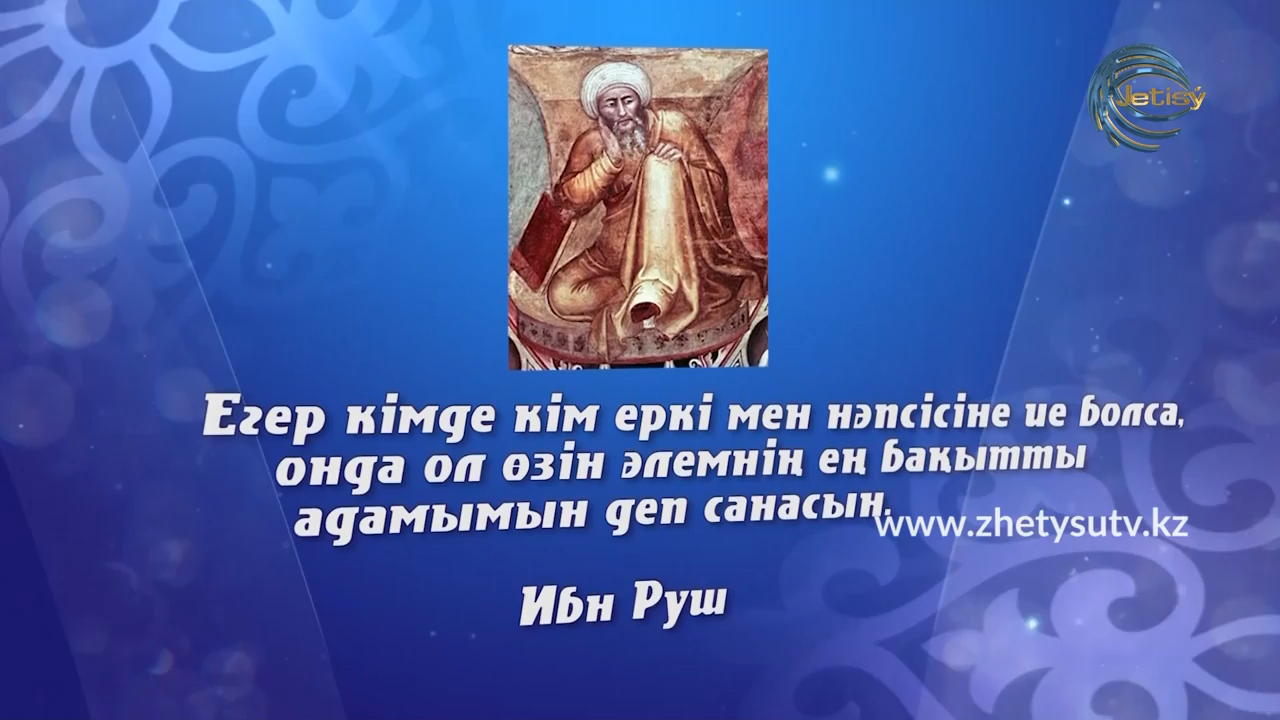 Jetisý
Егер кімде кім еркі мен нәпсісіне ие болса,
онда ол өзін әлемнің ең бақытты
адамымын деп санасын.
www.zhetysutv.kz
Ибн Руш